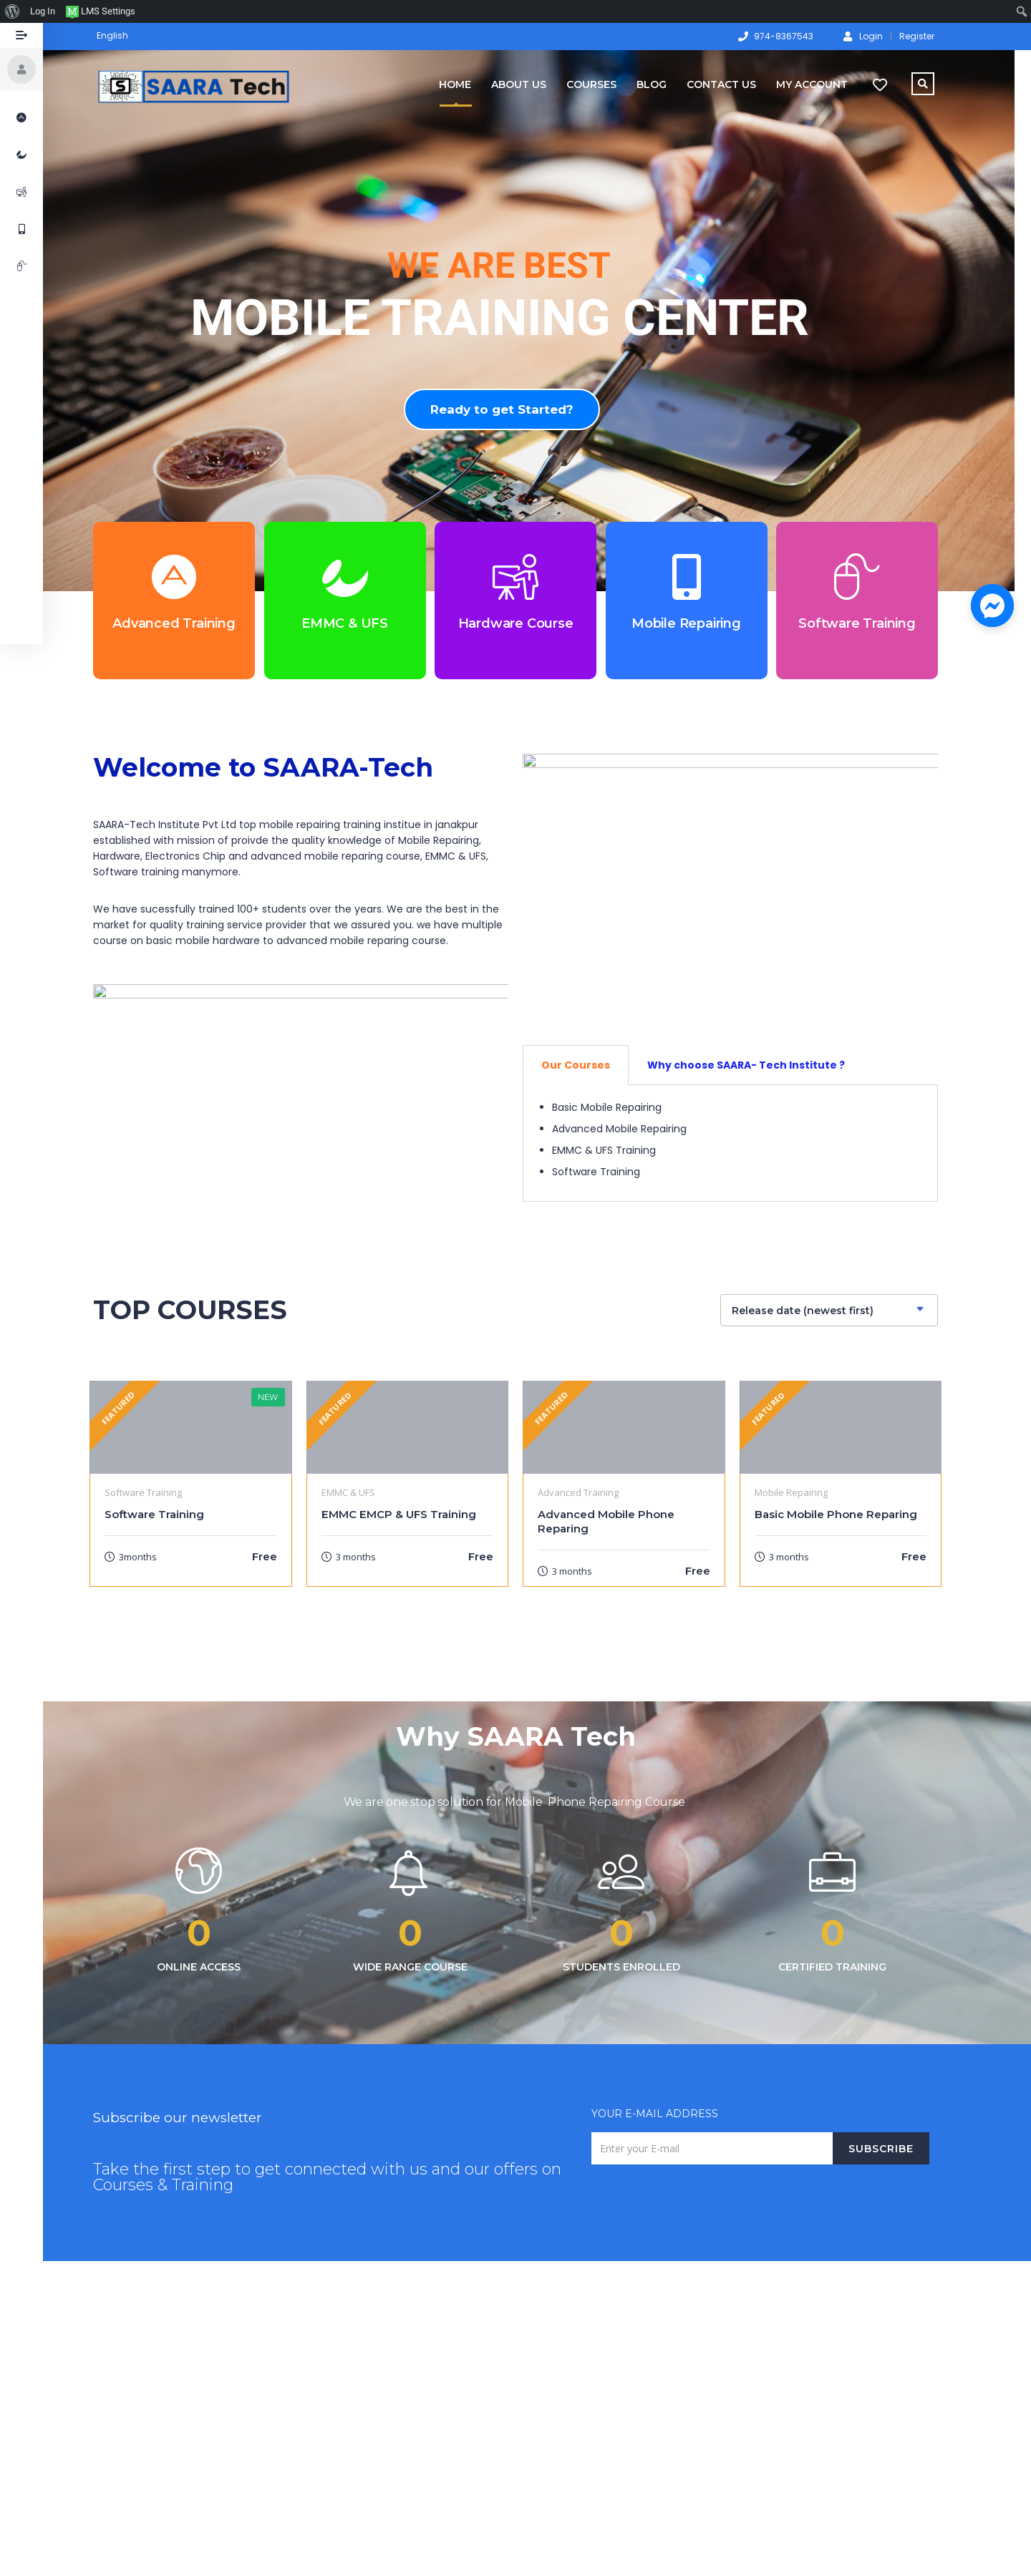 Log In LMS Settings
English 974-8367543 Login Register
SAARA Tech HOME ABOUT US COURSES BLOG CONTACT US MY ACCOUNT
WE ARE BEST
MOBILE TRAINING CENTER
Ready to get Started?
Advanced Training EMMC & UFS Hardware Course Mobile Repairing Software Training
Welcome to SAARA-Tech
SAARA-Tech Institute Pvt Ltd top mobile repairing training institue in janakpur
established with mission of proivde the quality knowledge of Mobile Repairing,
Hardware, Electronics Chip and advanced mobile reparing course, EMMC & UFS,
Software training manymore.
We have sucessfully trained 100+ students over the years. We are the best in the
market for quality training service provider that we assured you. we have multiple
course on basic mobile hardware to advanced mobile reparing course.
Our Courses Why choose SAARA- Tech Institute ?
Basic Mobile Repairing
Advanced Mobile Repairing
EMMC & UFS Training
Software Training
TOP COURSES Release date (newest first)
FEATURED NEW FEATURED FEATURED FEATURED
Software Training EMMC & UFS Advanced Training Mobile Repairing
Software Training EMMC EMCP & UFS Training Advanced Mobile Phone Basic Mobile Phone Reparing
Reparing
3months Free 3 months Free 3 months Free
3 months Free
Why SAARA Tech
We are one stop solution for Mobile Phone Repairing Course
0 0 0 0
ONLINE ACCESS WIDE RANGE COURSE STUDENTS ENROLLED CERTIFIED TRAINING
Subscribe our newsletter YOUR E-MAIL ADDRESS
Enter your E-mail SUBSCRIBE
Take the first step to get connected with us and our offers on
Courses & Training